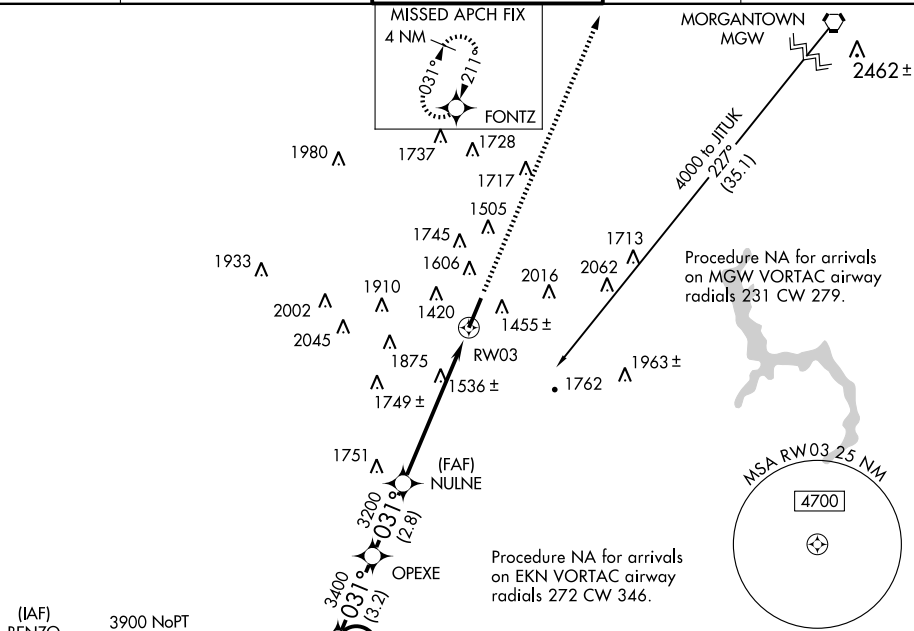 MISSED APCH FIX
4 NM
031°
211°
FONTZ
MORGANTOWN
MGW
2462 ±
4000 to JITUK
227°
(35.1)
1980
1737
1728
1717
1505
1745
1606
1933
1713
2062
2016
Procedure NA for arrivals
on MGW VORTAC airway
radials 231 CW 279.
2002
1910
1420
1455 ±
2045
RW03
1875
1536 ±
1749 ±
1762
1963 ±
1751
(FAF)
NULNE
MSA RW03 25 NM
4700
3200
031°
(2.8)
OPEXE
Procedure NA for arrivals
on EKN VORTAC airway
radials 272 CW 346.
3400
031°
(3.2)
(IAF)
BENZO
3900 NoPT